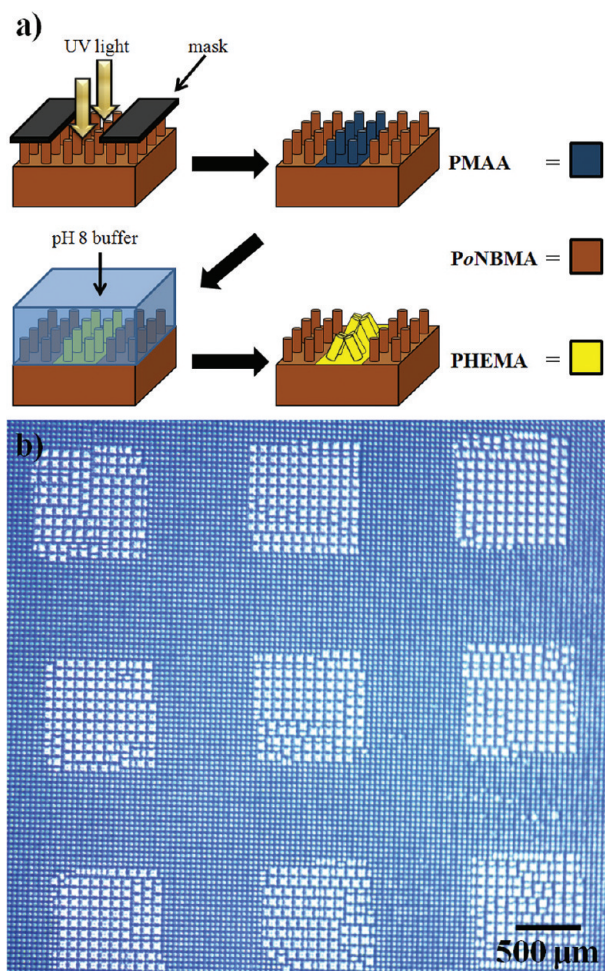 a)
UV light
mask
PMAA =
pH 8 buffer
PoNBMA =
PHEMA =
b)
500 µm